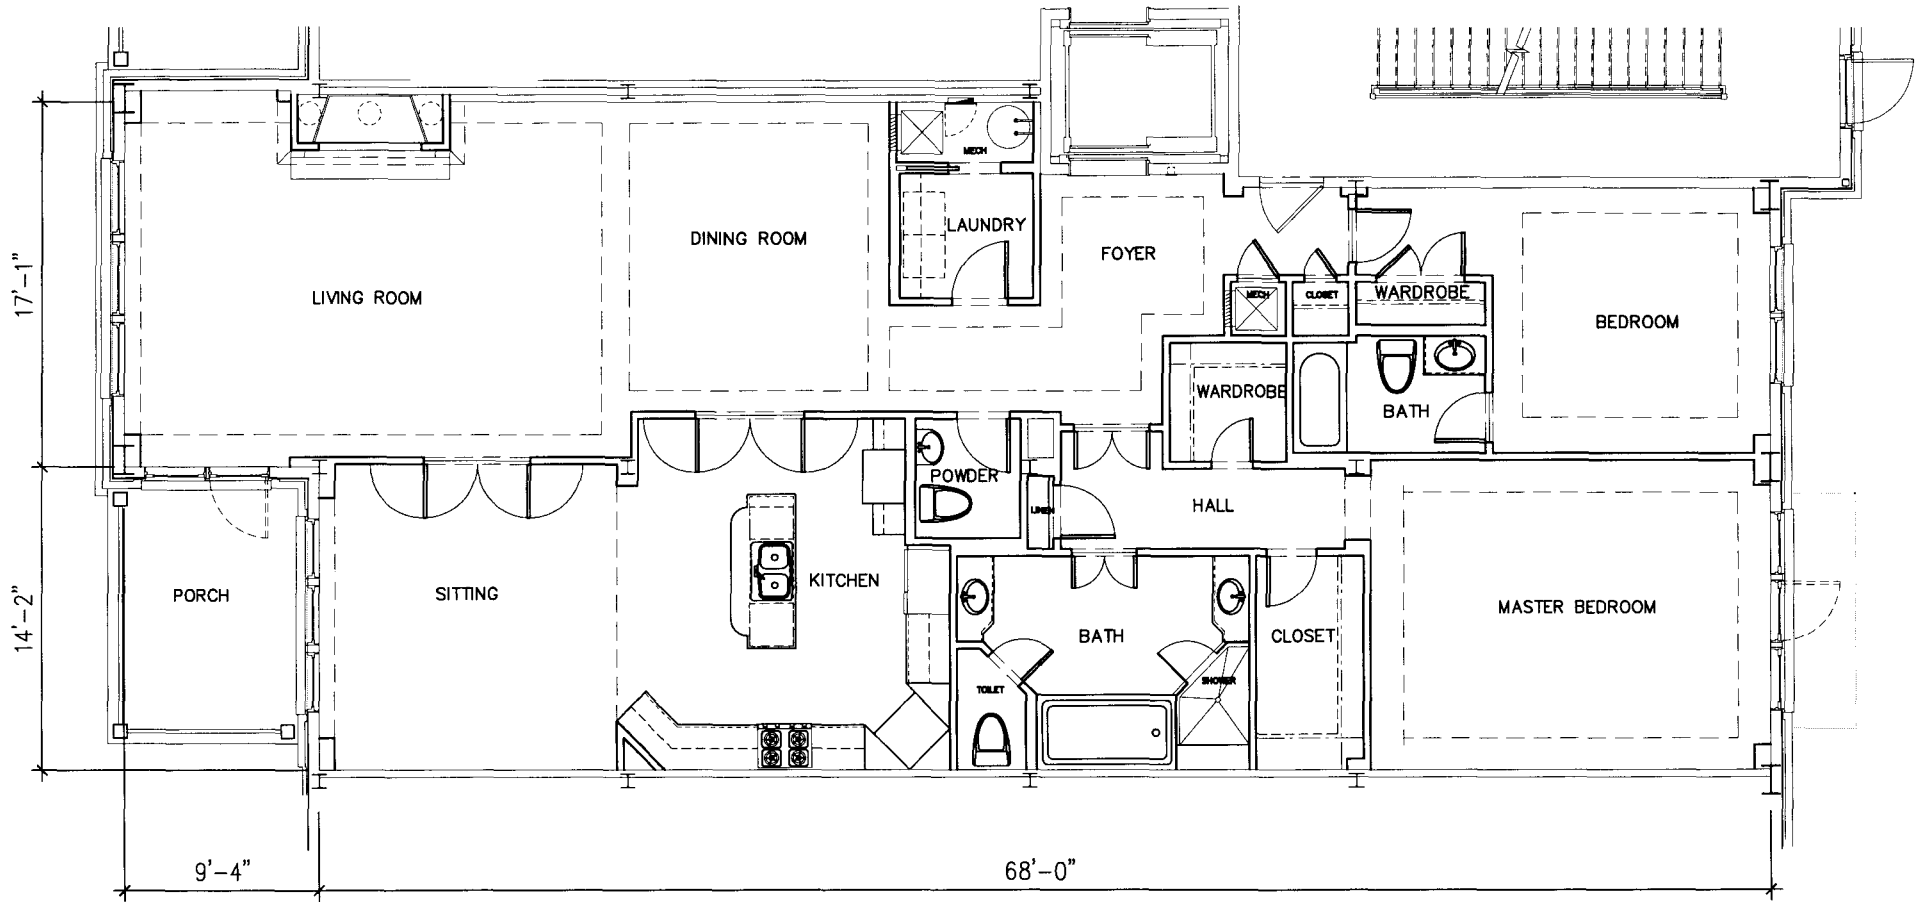 MECH
LAUNDRY
DINING ROOM
FOYER
17'-1"
LIVING ROOM
MECH
CLOSET
WARDROBE
BEDROOM
WARDROBE
BATH
POWDER
LINEN
HALL
14'-2"
PORCH
SITTING
KITCHEN
BATH
CLOSET
MASTER BEDROOM
TOILET
SHOWER
9'-4"
68'-0"